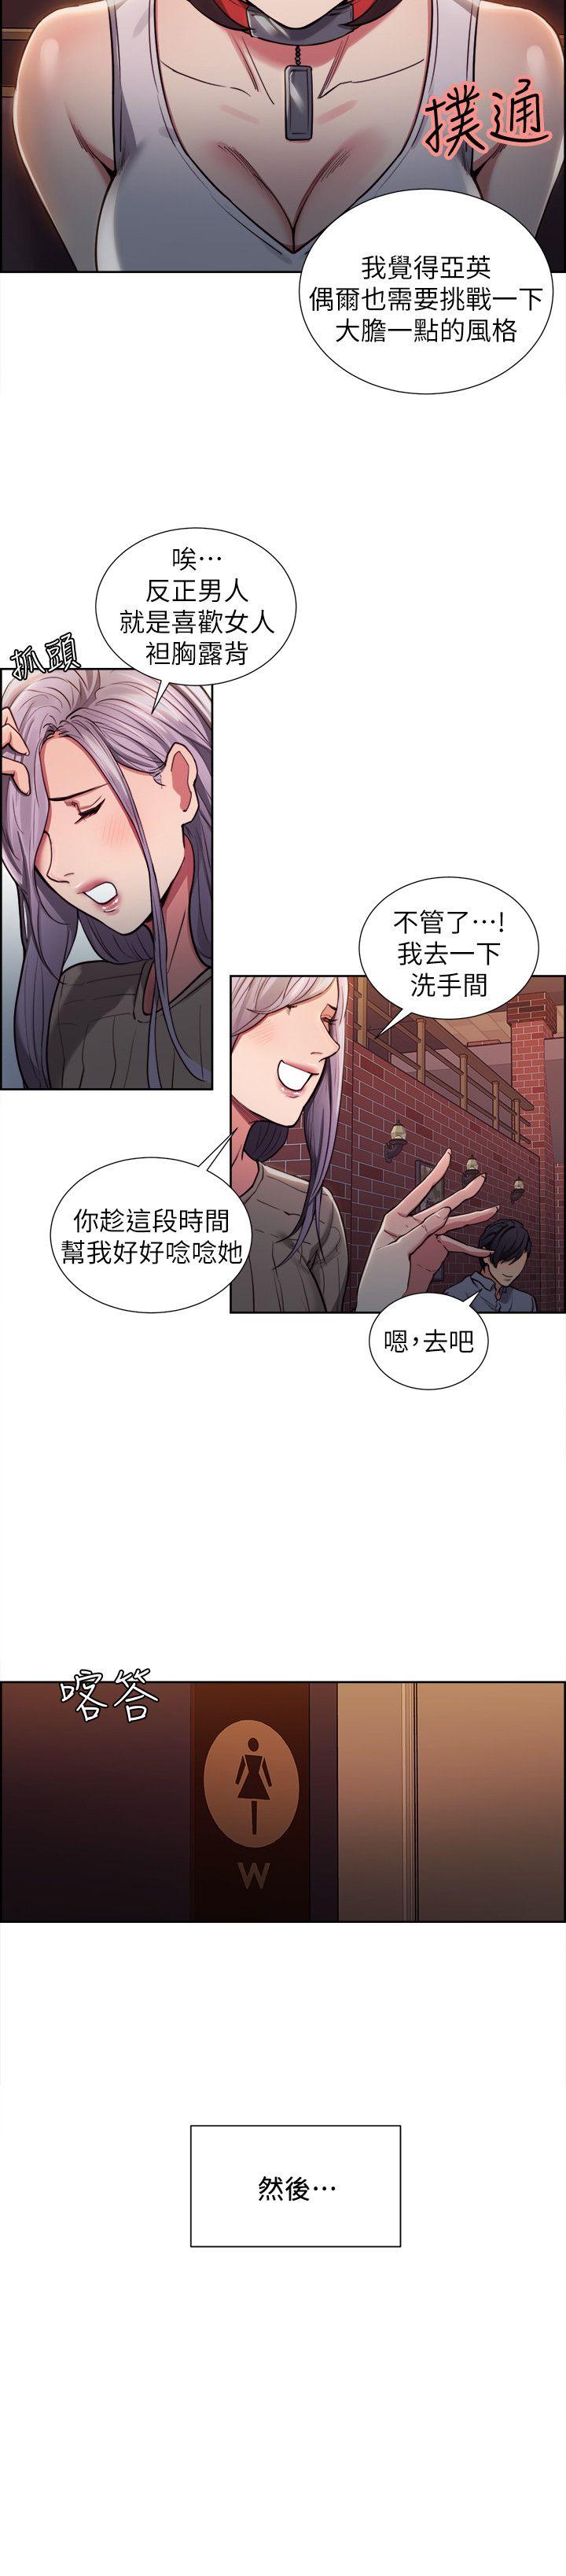 撲通
我覺得亞英
偶爾也需要挑戰一下
大膽一點的風格
唉…
反正男人
就是喜歡女人
袒胸露背
抓頭
不管了…!
我去一下
洗手間
你趁這段時間
幫我好好唸唸她
嗯,去吧
喀答
W
然後…